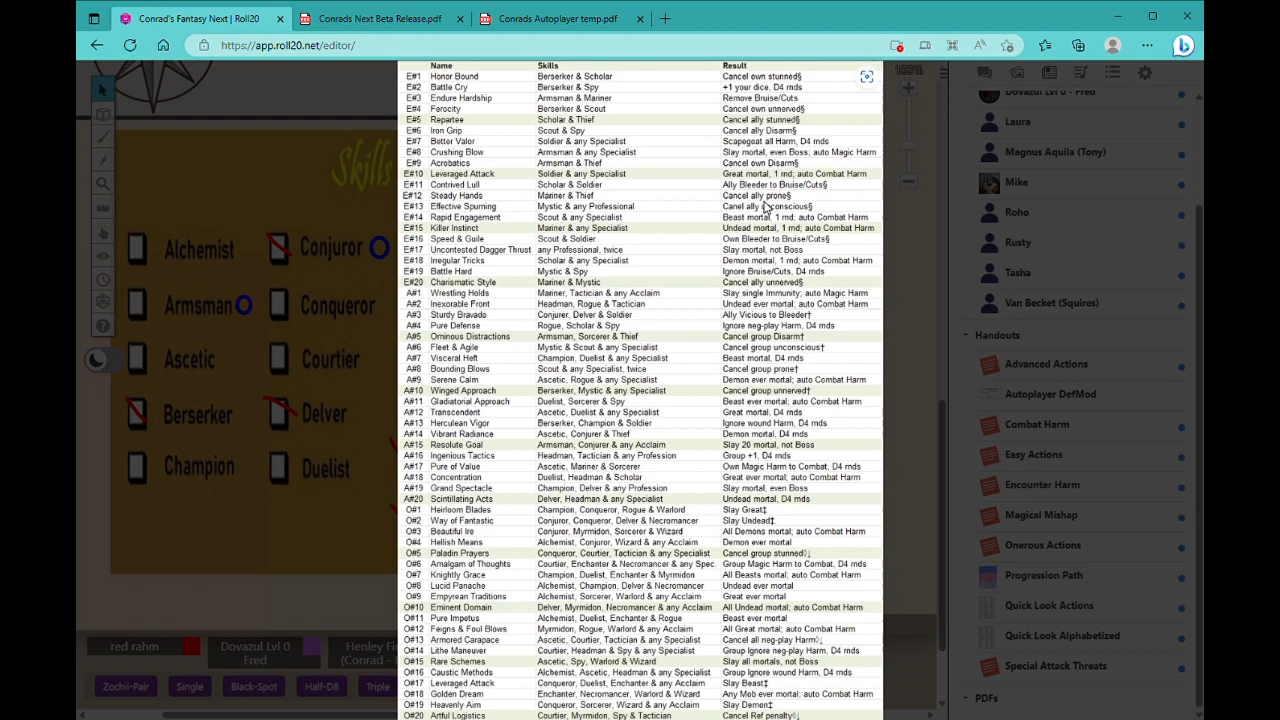 Conrad's Fantasy Next | Roll20
Conrads Next Beta Release.pdf
Conrads Autoplayer temp.pdf
https://app.roll20.net/editor/
Name Skills Result
E#1 Honor Bound Berserker & Scholar Cancel own stunned§
E#2 Battle Cry Berserker & Spy +1 your dice, D4 rnds
E#3 Endure Hardship Armsman & Mariner Remove Bruise/Cuts
E#4 Ferocity Berserker & Scout Cancel own unnerved§
E#5 Repartee Scholar & Thief Cancel ally stunned§
E#6 Iron Grip Scout & Spy Cancel ally Disarm§
E#7 Better Valor Soldier & any Specialist Scapegoat all Harm, D4 rnds
E#8 Crushing Blow Armsman & any Specialist Slay mortal, even Boss; auto Magic Harm
E#9 Acrobatics Armsman & Thief Cancel own Disarm§
E#10 Leveraged Attack Soldier & any Specialist Great mortal, 1 rnd; auto Combat Harm
E#11 Contrived Lull Scholar & Soldier Ally Bleeder to Bruise/Cuts§
E#12 Steady Hands Mariner & Thief Cancel ally prone§
E#13 Effective Spurning Mystic & any Professional Canel ally
E#14 Rapid Engagement Scout & any Specialist Beast mortal, 1 rnd; auto Combat Harm
E#15 Killer Instinct Mariner & any Specialist Undead mortal, 1 rnd; auto Combat Harm
E#16 Speed & Guile Scout & Soldier Own Bleeder to Bruise/Cuts§
E#17 Uncontested Dagger Thrust any Professional, twice Slay mortal, not Boss
E#18 Irregular Tricks Scholar & any Specialist Demon mortal, 1 rnd; auto Combat Harm
E#19 Battle Hard Mystic & Spy Ignore Bruise/Cuts, D4 rnds
E#20 Charismatic Style Mariner & Mystic Cancel ally unnerved§
A#1 Wrestling Holds Mariner, Tactician & any Acclaim Slay single Immunity; auto Magic Harm
A#2 Inexorable Front Headman, Rogue & Tactician Undead ever mortal; auto Combat Harm
A#3 Sturdy Bravado Conjurer, Delver & Soldier Ally Vicious to Bleeder†
A#4 Pure Defense Rogue, Scholar & Spy Ignore neg-play Harm, D4 rnds
A#5 Ominous Distractions Armsman, Sorcerer & Thief Cancel group Disarm†
A#6 Fleet & Agile Mystic & Scout & any Specialist Cancel group unconscious†
A#7 Visceral Heft Champion, Duelist & any Specialist Beast mortal, D4 rnds
A#8 Bounding Blows Scout & any Specialist, twice Cancel group prone†
A#9 Serene Calm Ascetic, Rogue & any Specialist Demon ever mortal; auto Combat Harm
A#10 Winged Approach Berserker, Mystic & any Specialist Cancel group unnerved†
A#11 Gladiatorial Approach Duelist, Sorcerer & Spy Beast ever mortal; auto Combat Harm
A#12 Transcendent Ascetic, Duelist & any Specialist Great mortal, D4 rnds
A#13 Herculean Vigor Berserker, Champion & Soldier Ignore wound Harm, D4 rnds
A#14 Vibrant Radiance Ascetic, Conjurer & Thief Demon mortal, D4 rnds
A#15 Resolute Goal Armsman, Conjurer & any Acclaim Slay 20 mortal, not Boss
A#16 Ingenious Tactics Headman, Tactician & any Profession Group +1, D4 rnds
A#17 Pure of Value Ascetic, Mariner & Sorcerer Own Magic Harm to Combat, D4 rnds
A#18 Concentration Duelist, Headman & Scholar Great ever mortal; auto Combat Harm
A#19 Grand Spectacle Champion, Delver & any Profession Slay mortal, even Boss
A#20 Scintillating Acts Delver, Headman & any Specialist Undead mortal, D4 rnds
O#1 Heirloom Blades Champion, Conqueror, Rogue & Warlord Slay Great‡
O#2 Way of Fantastic Conjuror, Conqueror, Delver & Necromancer Slay Undead‡
O#3 Beautiful Ire Conjuror, Myrmidon, Sorcerer & Wizard All Demons mortal; auto Combat Harm
O#4 Hellish Means Alchemist, Conjuror, Wizard & any Acclaim Demon ever mortal
O#5 Paladin Prayers Conqueror, Courtier, Tactician & any Specialist Cancel group stunned◊↓
O#6 Amalgam of Thoughts Courtier, Enchanter & Necromancer & any Spec. Group Magic Harm to Combat, D4 rnds
O#7 Knightly Grace Champion, Duelist, Enchanter & Myrmidon All Beasts mortal; auto Combat Harm
O#8 Lucid Panache Alchemist, Champion, Delver & Necromancer Undead ever mortal
O#9 Empyrean Traditions Alchemist, Sorcerer, Warlord & any Acclaim Great ever mortal
O#10 Eminent Domain Delver, Myrmidon, Necromancer & any Acclaim All Undead mortal; auto Combat Harm
O#11 Pure Impetus Alchemist, Duelist, Enchanter & Rogue Beast ever mortal
O#12 Feigns & Foul Blows Myrmidon, Rogue, Warlord & any Acclaim All Great mortal; auto Combat Harm
O#13 Armored Carapace Ascetic, Courtier, Tactician & any Specialist Cancel all neg-play Harm◊↓
O#14 Lithe Maneuver Courtier, Headman & Spy & any Specialist Group Ignore neg-play Harm, D4 rnds
O#15 Rare Schemes Ascetic, Spy, Warlord & Wizard Slay all mortals, not Boss
O#16 Caustic Methods Alchemist, Ascetic, Headman & any Specialist Group Ignore wound Harm, D4 rnds
O#17 Leveraged Attack Conqueror, Duelist, Enchanter & any Acclaim Slay Beast‡
O#18 Golden Dream Enchanter, Necromancer, Warlord & Wizard Any Mob ever mortal; auto Combat Harm
O#19 Heavenly Aim Conqueror, Sorcerer, Warlord & Wizard Slay Demon‡
O#20 Artful Logistics Courtier, Myrmidon, Spy & Tactician Cancel Ref penalty◊↓
Skills
Alchemist Conjuror
Armsman Conqueror
Ascetic Courtier
Berserker Delver
Champion Duelist
red rahm
Dovazul Lvl 0
Fred
Henley
(Conrad -
Zochii-Pair Single Black-Spot Half-D8 Triple
Dovazul Lvl 0 - Fred
Laura
Magnus Aquila (Tony)
Mike
Roho
Rusty
Tasha
Van Becket (Squires)
Handouts
Advanced Actions
Autoplayer DefMod
Combat Harm
Easy Actions
Encounter Harm
Magical Mishap
Onerous Actions
Progression Path
Quick Look Actions
Quick Look Alphabetized
Special Attack Threats
PDFs